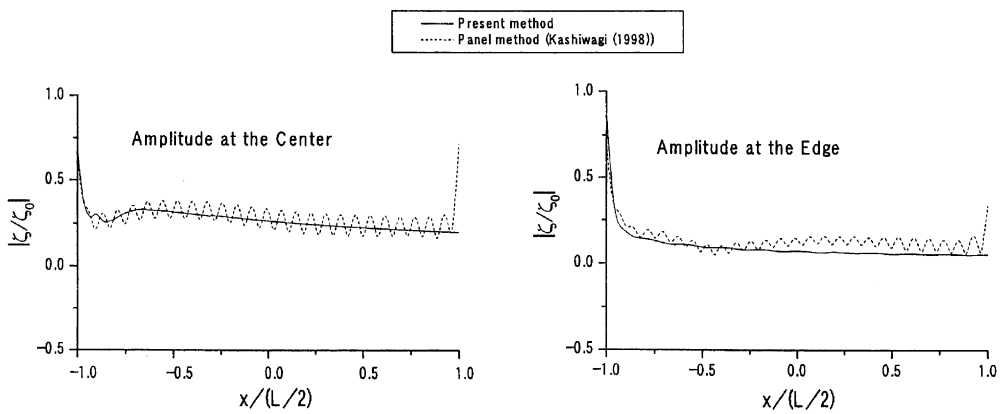 Present method
Panel method (Kashiwagi (1998))
Amplitude at the Center
|ζ/ζ₀|
1.0
0.5
0.0
−0.5
−1.0 −0.5 0.0 0.5 1.0
x/(L/2)
Amplitude at the Edge
|ζ/ζ₀|
1.0
0.5
0.0
−0.5
−1.0 −0.5 0.0 0.5 1.0
x/(L/2)